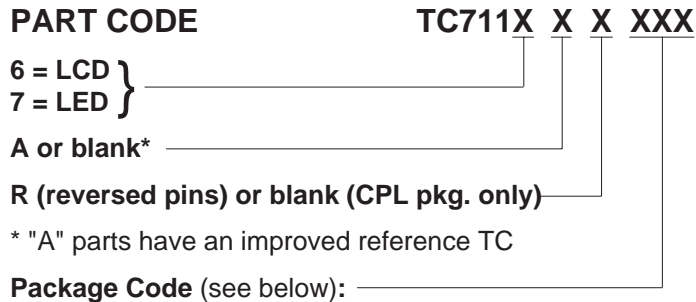 PART CODE TC711X X X XXX
6 = LCD
7 = LED }
A or blank*
R (reversed pins) or blank (CPL pkg. only)
* "A" parts have an improved reference TC
Package Code (see below):